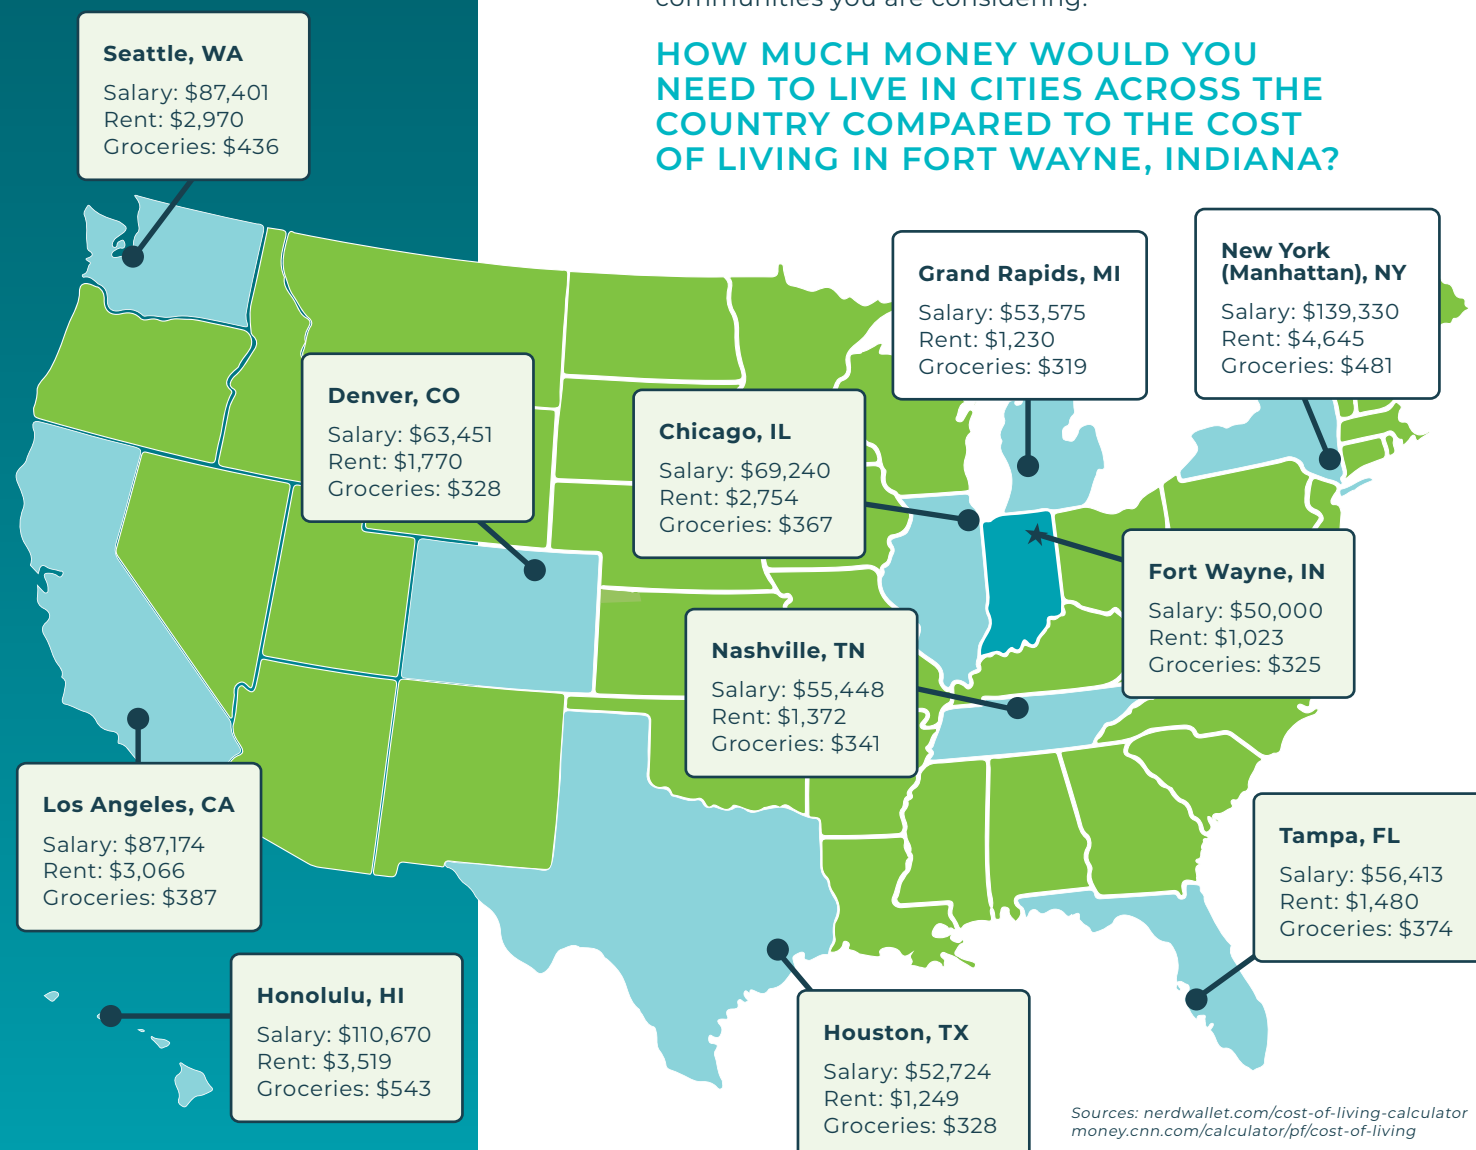 communities you are considering.
HOW MUCH MONEY WOULD YOU
NEED TO LIVE IN CITIES ACROSS THE
COUNTRY COMPARED TO THE COST
OF LIVING IN FORT WAYNE, INDIANA?
Seattle, WA
Salary: $87,401
Rent: $2,970
Groceries: $436
Grand Rapids, MI
Salary: $53,575
Rent: $1,230
Groceries: $319
New York
(Manhattan), NY
Salary: $139,330
Rent: $4,645
Groceries: $481
Denver, CO
Salary: $63,451
Rent: $1,770
Groceries: $328
Chicago, IL
Salary: $69,240
Rent: $2,754
Groceries: $367
Fort Wayne, IN
Salary: $50,000
Rent: $1,023
Groceries: $325
Nashville, TN
Salary: $55,448
Rent: $1,372
Groceries: $341
Los Angeles, CA
Salary: $87,174
Rent: $3,066
Groceries: $387
Tampa, FL
Salary: $56,413
Rent: $1,480
Groceries: $374
Honolulu, HI
Salary: $110,670
Rent: $3,519
Groceries: $543
Houston, TX
Salary: $52,724
Rent: $1,249
Groceries: $328
Sources: nerdwallet.com/cost-of-living-calculator
money.cnn.com/calculator/pf/cost-of-living